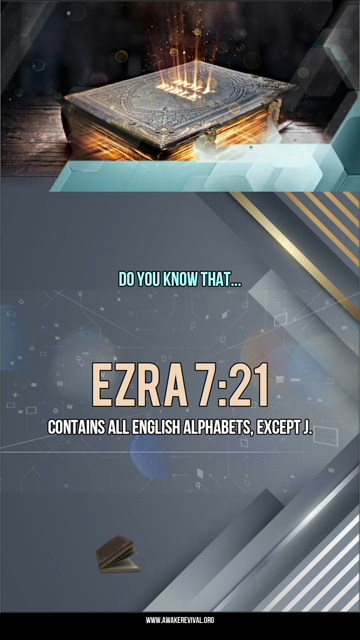 DO YOU KNOW THAT...
EZRA 7:21
CONTAINS ALL ENGLISH ALPHABETS, EXCEPT J.
WWW.AWAKEREVIVAL.ORG